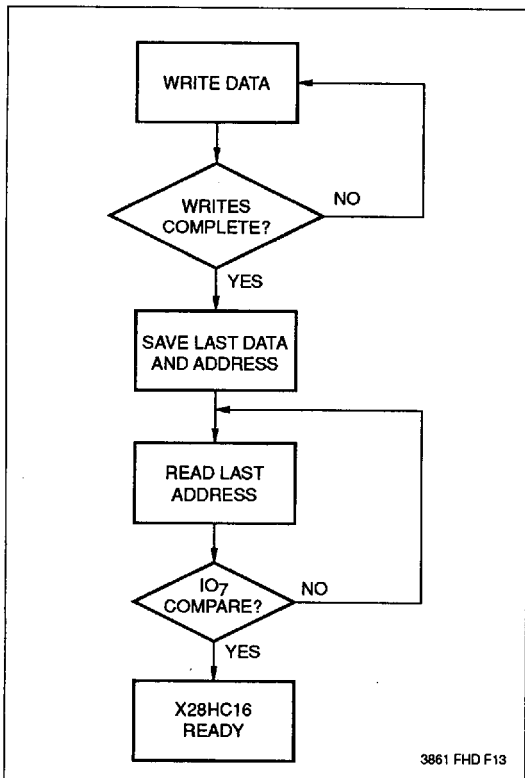 WRITE DATA
WRITES
COMPLETE?
NO
YES
SAVE LAST DATA
AND ADDRESS
READ LAST
ADDRESS
IO7
COMPARE?
NO
YES
X28HC16
READY
3861 FHD F13